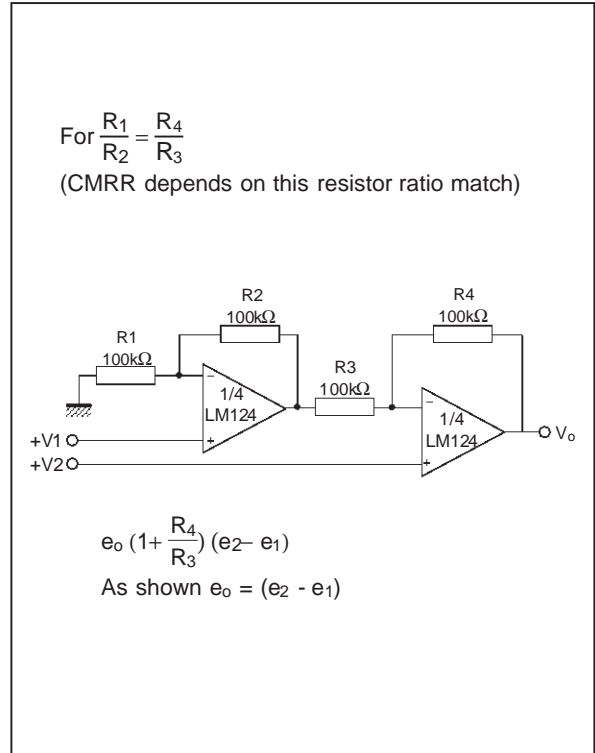 For R1/R2 = R4/R3
(CMRR depends on this resistor ratio match)
R2
100kΩ
R4
100kΩ
R1
100kΩ
R3
100kΩ
−
1/4
LM124
+
−
1/4
LM124
+
+V1
+V2
Vo
eo (1+ R4/R3) (e2– e1)
As shown eo = (e2 - e1)